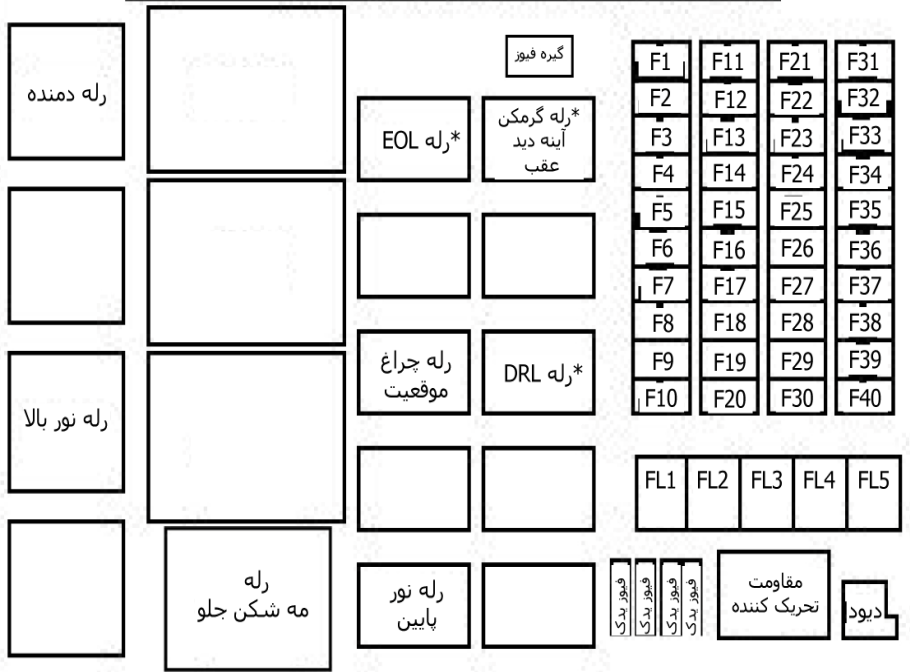 رله دمنده
رله نور بالا
رله
مه شکن جلو
گیره فیوز
*رله EOL
*رله گرمکن
آینه دید
عقب
رله چراغ
موقعیت
*رله DRL
رله نور
پایین
F1 F11 F21 F31
F2 F12 F22 F32
F3 F13 F23 F33
F4 F14 F24 F34
F5 F15 F25 F35
F6 F16 F26 F36
F7 F17 F27 F37
F8 F18 F28 F38
F9 F19 F29 F39
F10 F20 F30 F40
FL1 FL2 FL3 FL4 FL5
فیوز یدک
فیوز یدک
فیوز یدک
فیوز یدک
مقاومت
تحریک کننده
دیود